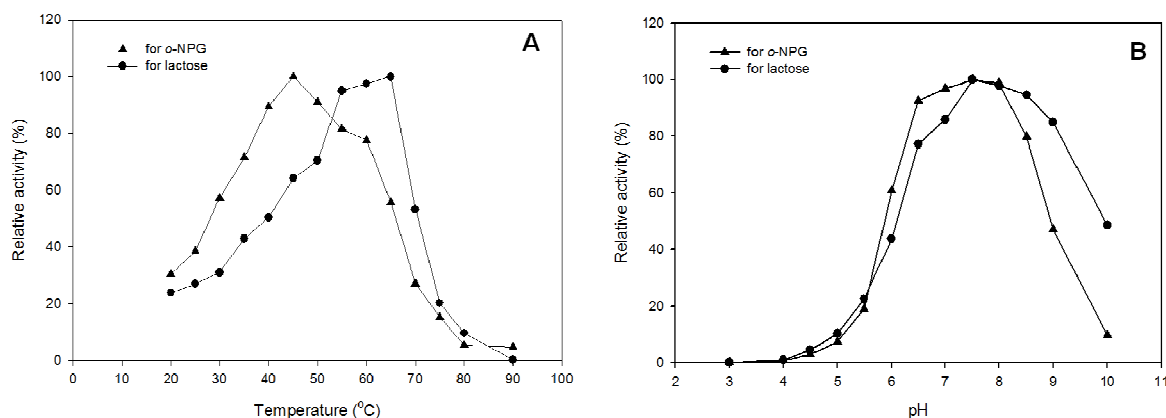 A
for o-NPG
for lactose
Relative activity (%)
120
100
80
60
40
20
0
0 10 20 30 40 50 60 70 80 90 100
Temperature (⁰C)
B
for o-NPG
for lactose
Relative activity (%)
120
100
80
60
40
20
0
2 3 4 5 6 7 8 9 10 11
pH